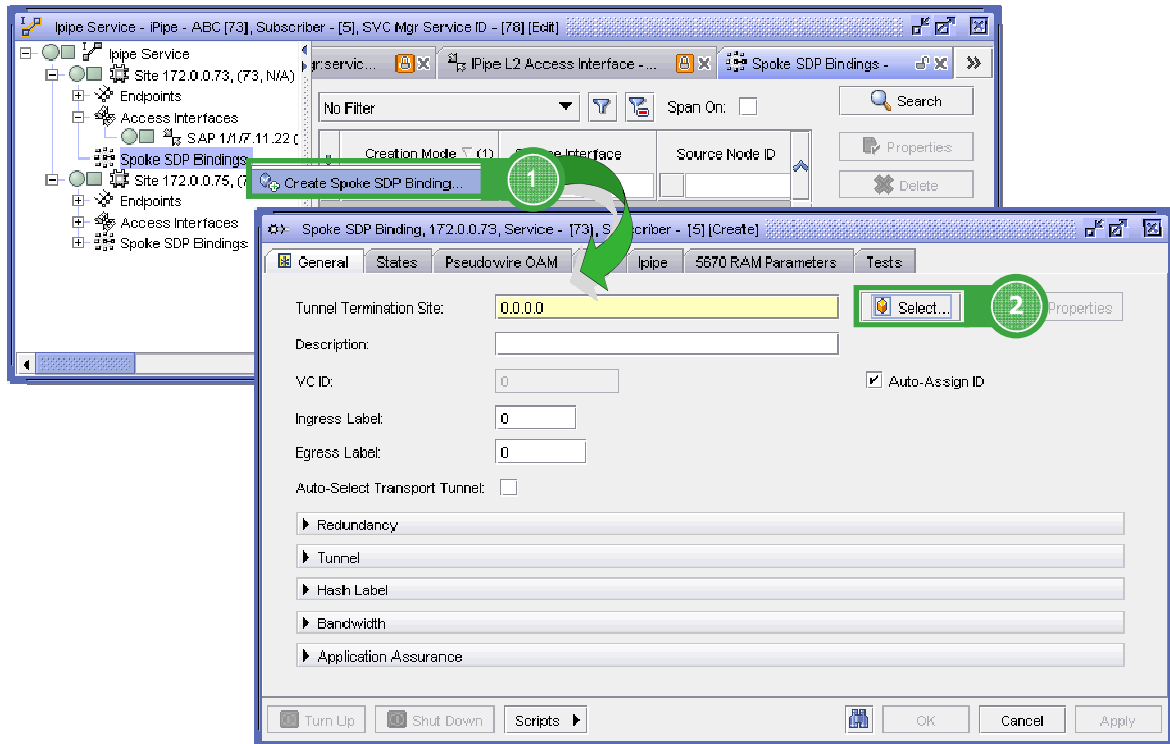 Ipipe Service - iPipe - ABC [73], Subscriber - [5], SVC Mgr Service ID - [78] [Edit]
Ipipe Service
Site 172.0.0.73, (73, N/A)
Endpoints
Access Interfaces
SAP 1/1/7.11.22 (
Spoke SDP Bindings
Site 172.0.0.75, (7
Endpoints
Access Interfaces
Spoke SDP Bindings
gr:servic...
IPipe L2 Access Interface - ...
Spoke SDP Bindings -
No Filter
Span On:
Search
Properties
Delete
Creation Mode (1)
Interface
Source Node ID
Create Spoke SDP Binding...
1
Spoke SDP Binding, 172.0.0.73, Service - [73], S criber - [5] [Create]
General
States
Pseudowire OAM
Ipipe
5670 RAM Parameters
Tests
Tunnel Termination Site:
0.0.0.0
Select...
2
Properties
Description:
VC ID:
0
Auto-Assign ID
Ingress Label:
0
Egress Label:
0
Auto-Select Transport Tunnel:
Redundancy
Tunnel
Hash Label
Bandwidth
Application Assurance
Turn Up
Shut Down
Scripts
OK
Cancel
Apply